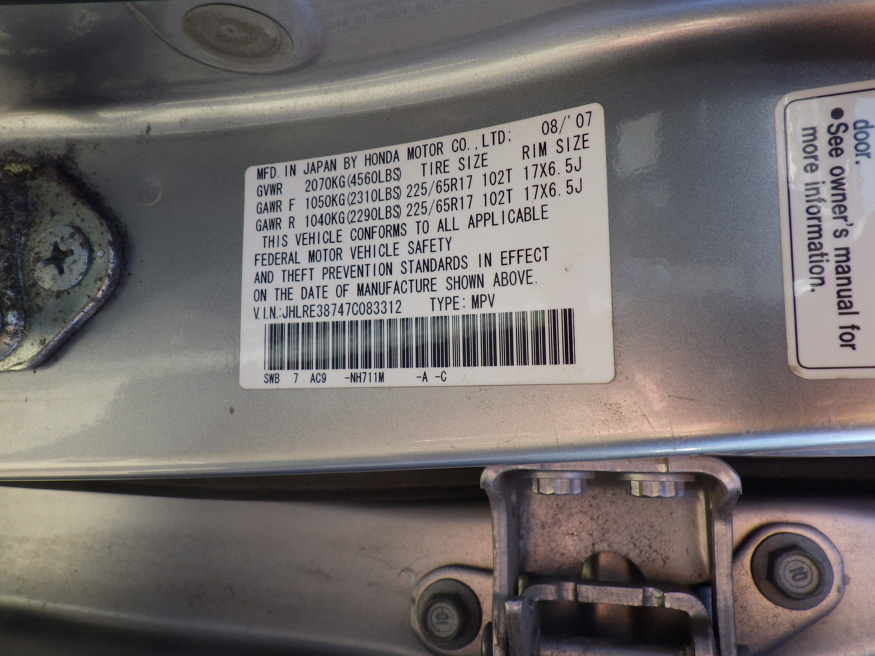 MFD. IN JAPAN BY HONDA MOTOR CO.,LTD: 08/'07
GVWR 2070KG(4560LBS) TIRE SIZE RIM SIZE
GAWR F 1050KG(2310LBS) 225/65R17 102T 17X6.5J
GAWR R 1040KG(2290LBS) 225/65R17 102T 17X6.5J
THIS VEHICLE CONFORMS TO ALL APPLICABLE
FEDERAL MOTOR VEHICLE SAFETY
AND THEFT PREVENTION STANDARDS IN EFFECT
ON THE DATE OF MANUFACTURE SHOWN ABOVE.
V.I.N.:JHLRE38747C083312 TYPE: MPV
SWB 7 AC9 -NH711M -A -C
door.
● See owner's manual for
more information.
10
10